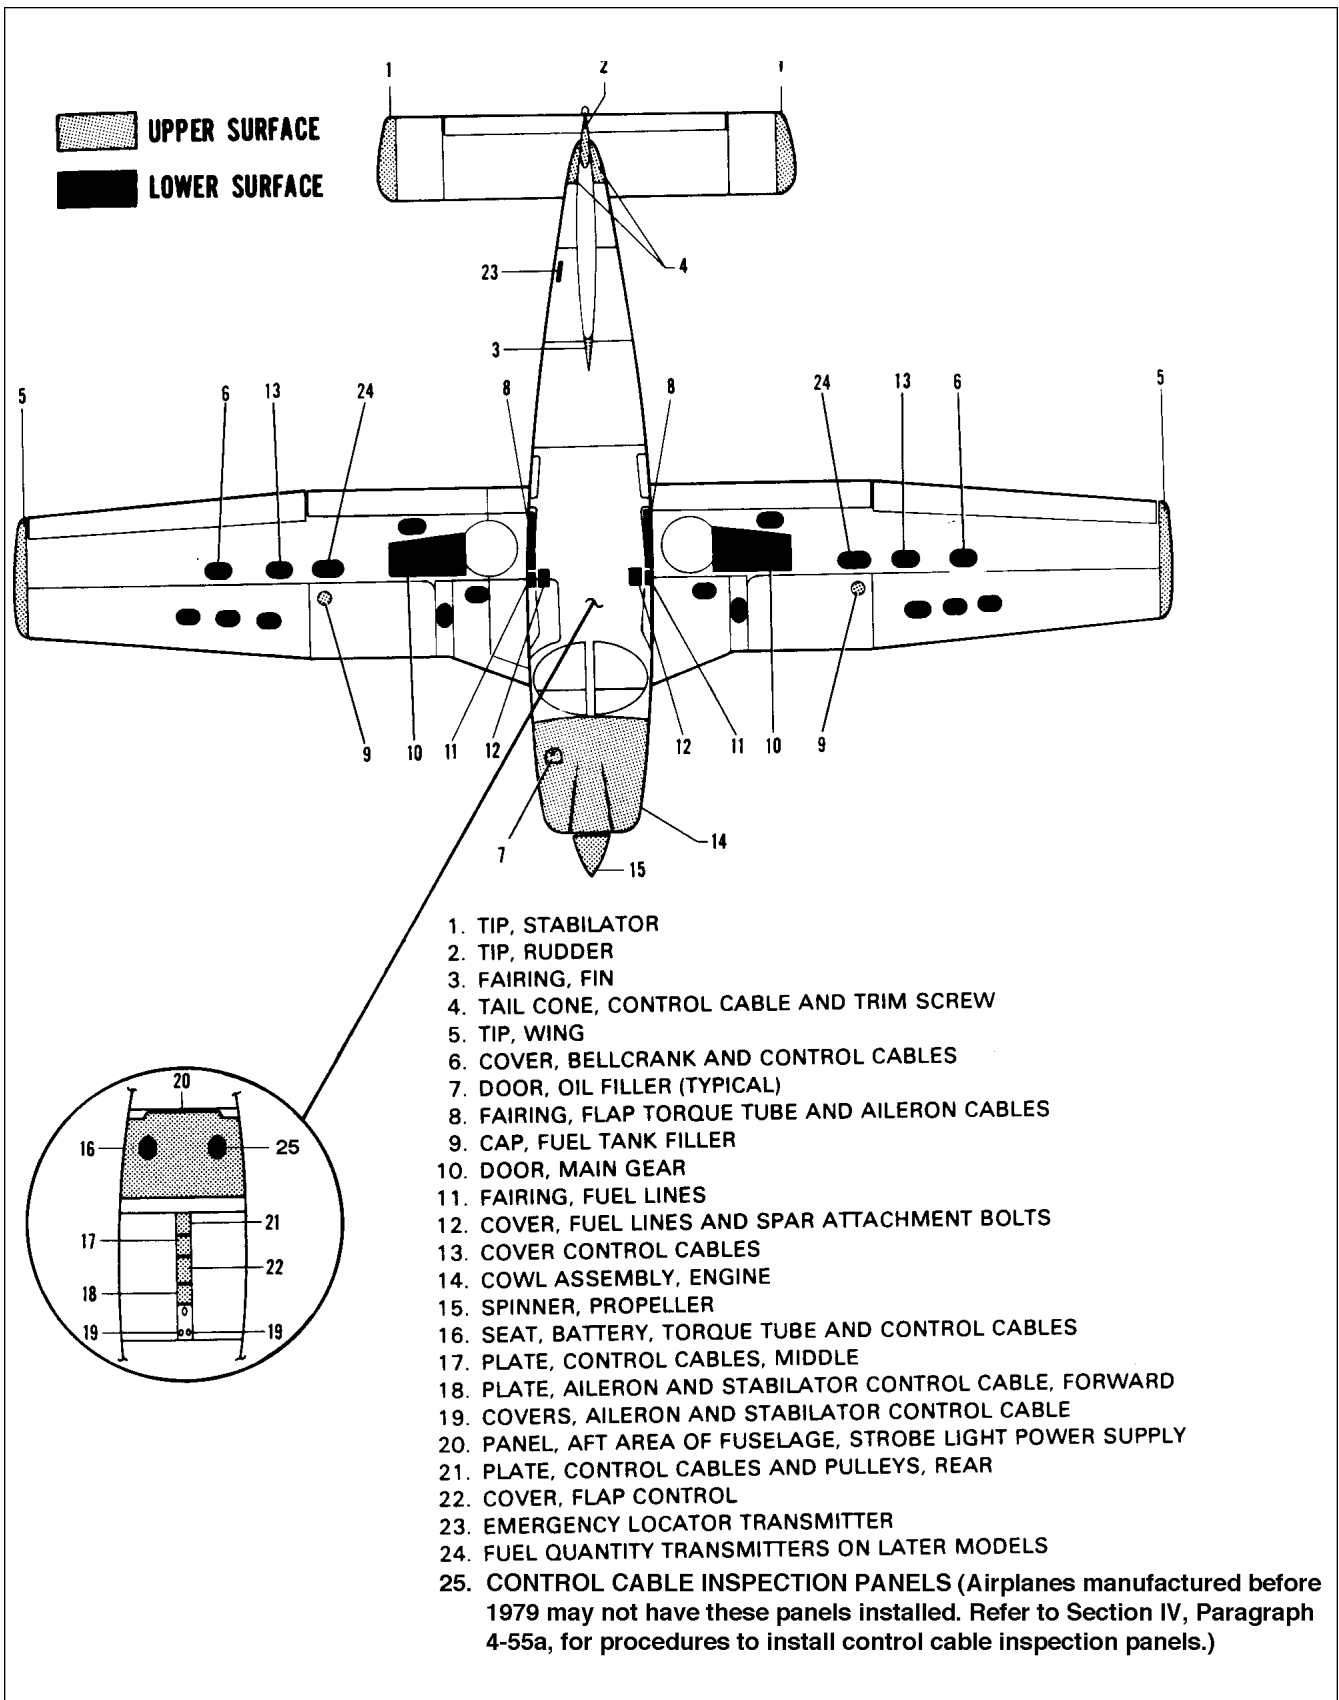 1
2
1
UPPER SURFACE
LOWER SURFACE
4
23
3
5
6
13
24
8
8
24
13
6
5
9
10
11
12
12
11
10
9
7
14
15
1. TIP, STABILATOR
2. TIP, RUDDER
3. FAIRING, FIN
4. TAIL CONE, CONTROL CABLE AND TRIM SCREW
5. TIP, WING
6. COVER, BELLCRANK AND CONTROL CABLES
7. DOOR, OIL FILLER (TYPICAL)
8. FAIRING, FLAP TORQUE TUBE AND AILERON CABLES
9. CAP, FUEL TANK FILLER
10. DOOR, MAIN GEAR
11. FAIRING, FUEL LINES
12. COVER, FUEL LINES AND SPAR ATTACHMENT BOLTS
13. COVER CONTROL CABLES
14. COWL ASSEMBLY, ENGINE
15. SPINNER, PROPELLER
16. SEAT, BATTERY, TORQUE TUBE AND CONTROL CABLES
17. PLATE, CONTROL CABLES, MIDDLE
18. PLATE, AILERON AND STABILATOR CONTROL CABLE, FORWARD
19. COVERS, AILERON AND STABILATOR CONTROL CABLE
20. PANEL, AFT AREA OF FUSELAGE, STROBE LIGHT POWER SUPPLY
21. PLATE, CONTROL CABLES AND PULLEYS, REAR
22. COVER, FLAP CONTROL
23. EMERGENCY LOCATOR TRANSMITTER
24. FUEL QUANTITY TRANSMITTERS ON LATER MODELS
25. CONTROL CABLE INSPECTION PANELS (Airplanes manufactured before
1979 may not have these panels installed. Refer to Section IV, Paragraph
4-55a, for procedures to install control cable inspection panels.)
20
16
25
21
17
22
18
19
19